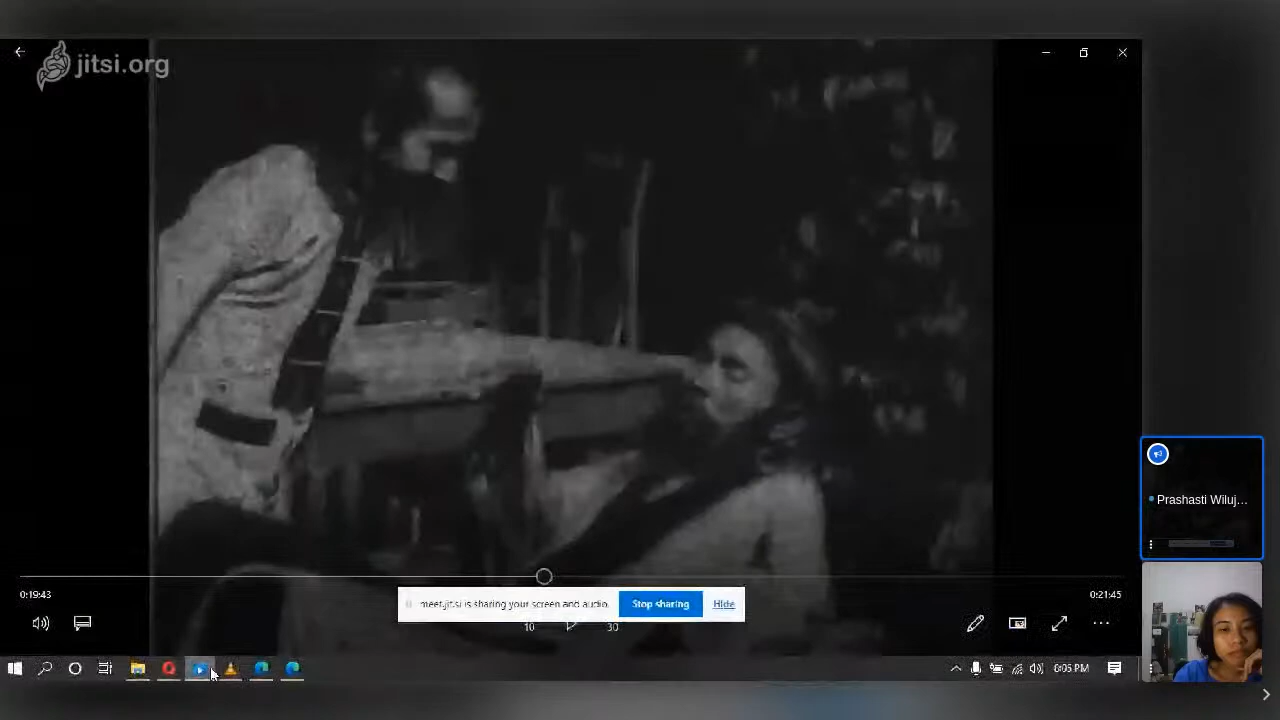 jitsi.org
Prashasti Wiluj...
0:19:43
0:21:45
meet.jit.si is sharing your screen and audio.
Stop sharing
Hide
10
30
8:05 PM